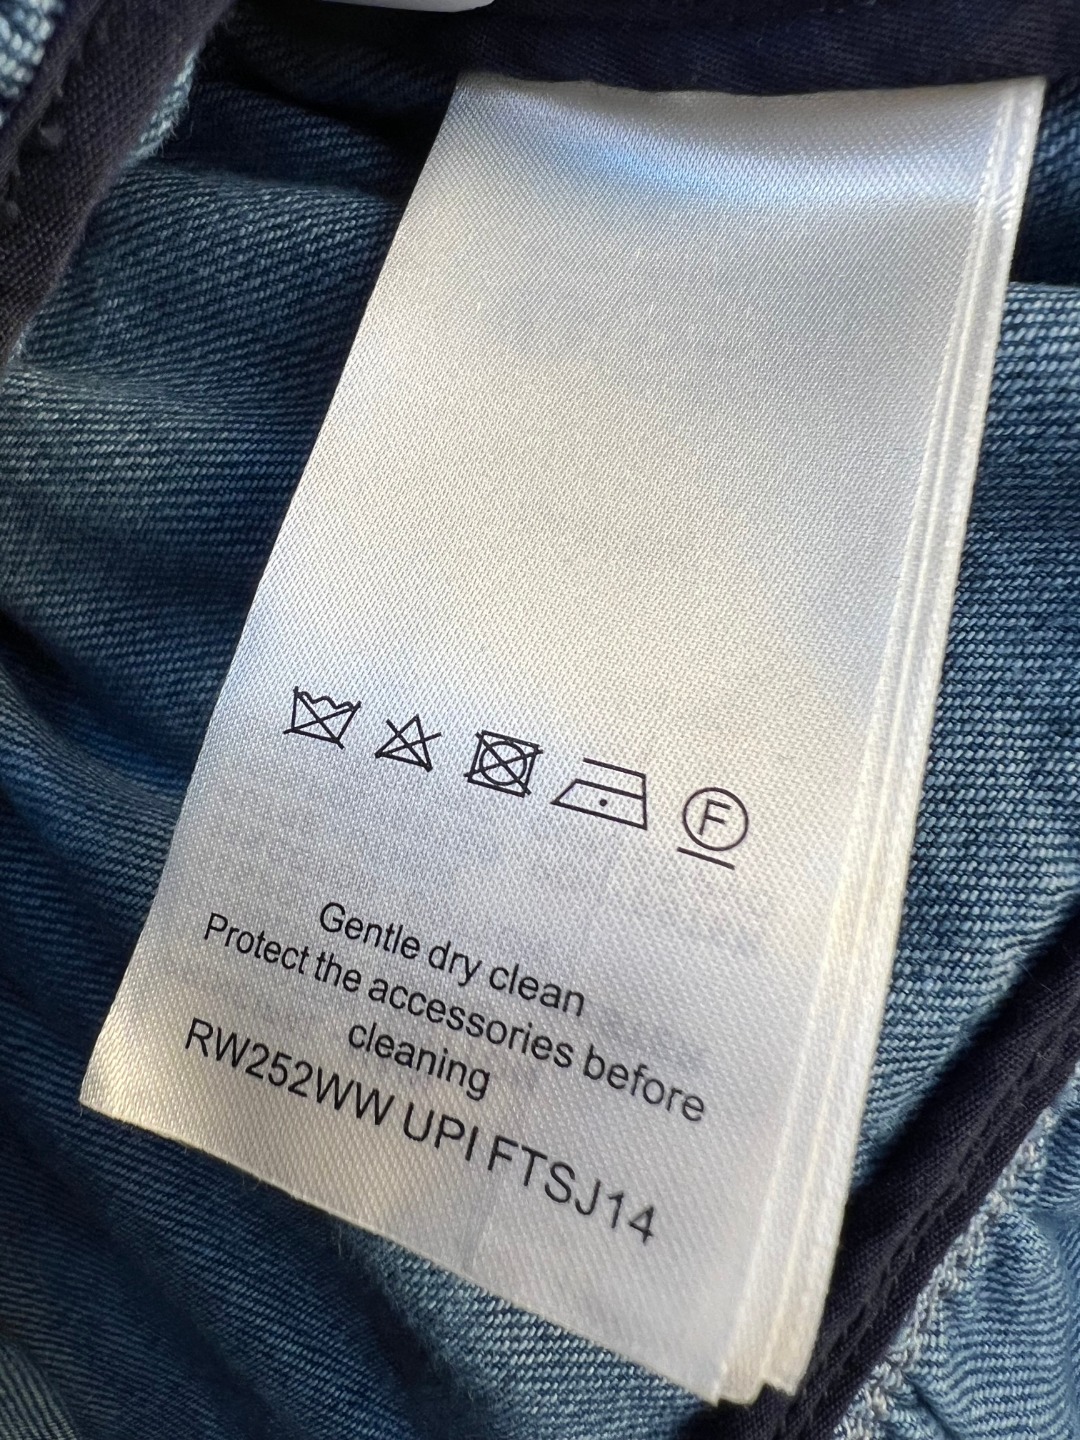 F
Gentle dry clean
Protect the accessories before
cleaning
RW252WW UPI FTSJ14